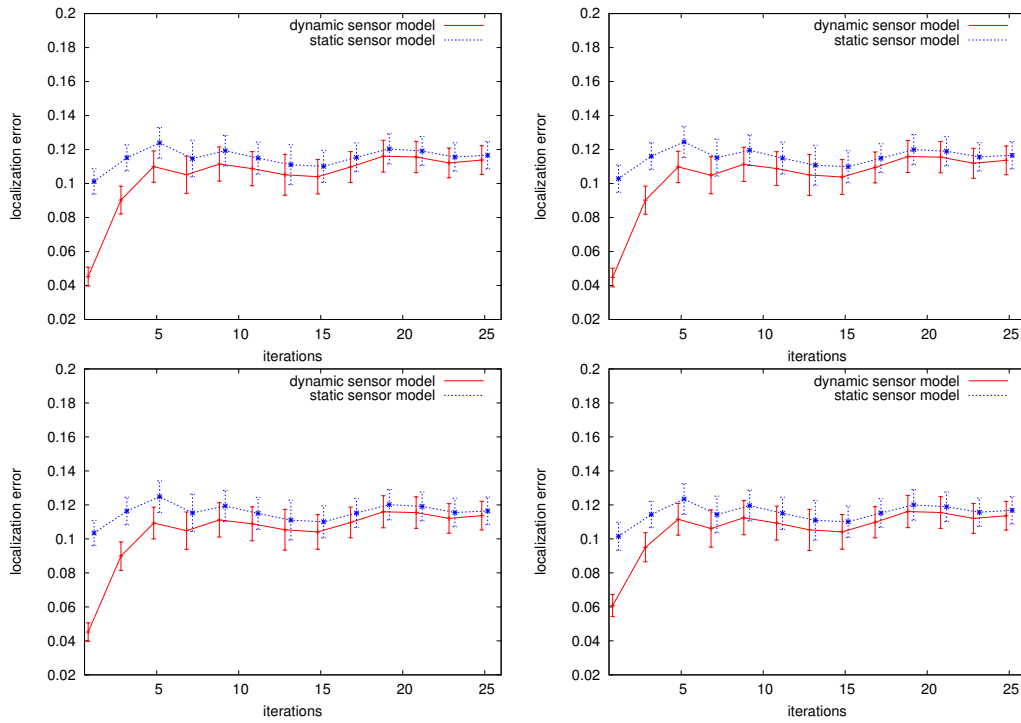 0.2
0.18
0.16
0.14
0.12
0.1
0.08
0.06
0.04
0.02
localization error
dynamic sensor model
static sensor model
5 10 15 20 25
iterations
0.2
0.18
0.16
0.14
0.12
0.1
0.08
0.06
0.04
0.02
localization error
dynamic sensor model
static sensor model
5 10 15 20 25
iterations
0.2
0.18
0.16
0.14
0.12
0.1
0.08
0.06
0.04
0.02
localization error
dynamic sensor model
static sensor model
5 10 15 20 25
iterations
0.2
0.18
0.16
0.14
0.12
0.1
0.08
0.06
0.04
0.02
localization error
dynamic sensor model
static sensor model
5 10 15 20 25
iterations